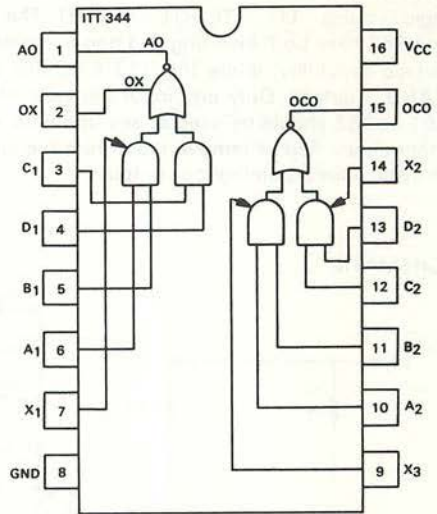 ITT 344
AO 1
OX 2
C1 3
D1 4
B1 5
A1 6
X1 7
GND 8
AO
OX
OCO
16 VCC
15 OCO
14 X2
13 D2
12 C2
11 B2
10 A2
9 X3